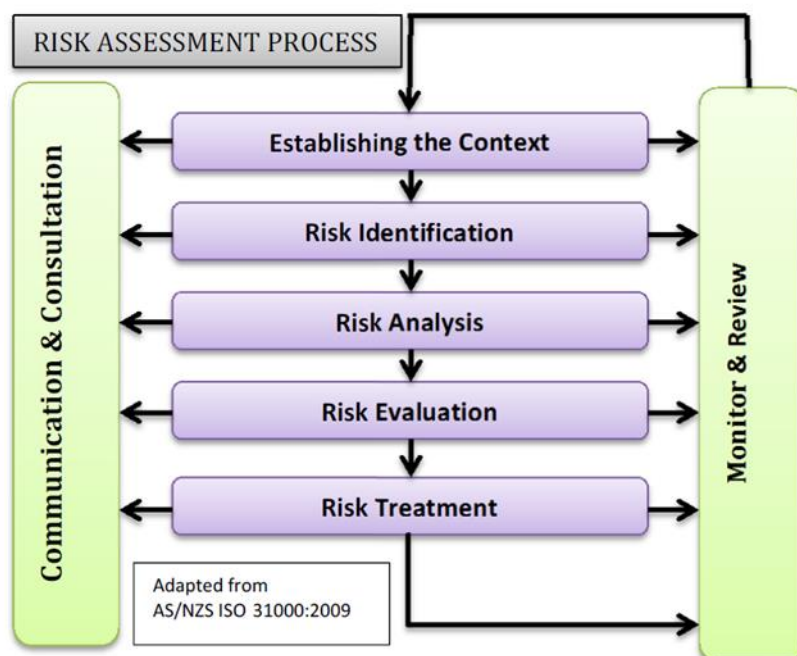 RISK ASSESSMENT PROCESS
Communication & Consultation
Establishing the Context
Risk Identification
Risk Analysis
Risk Evaluation
Risk Treatment
Monitor & Review
Adapted from
AS/NZS ISO 31000:2009